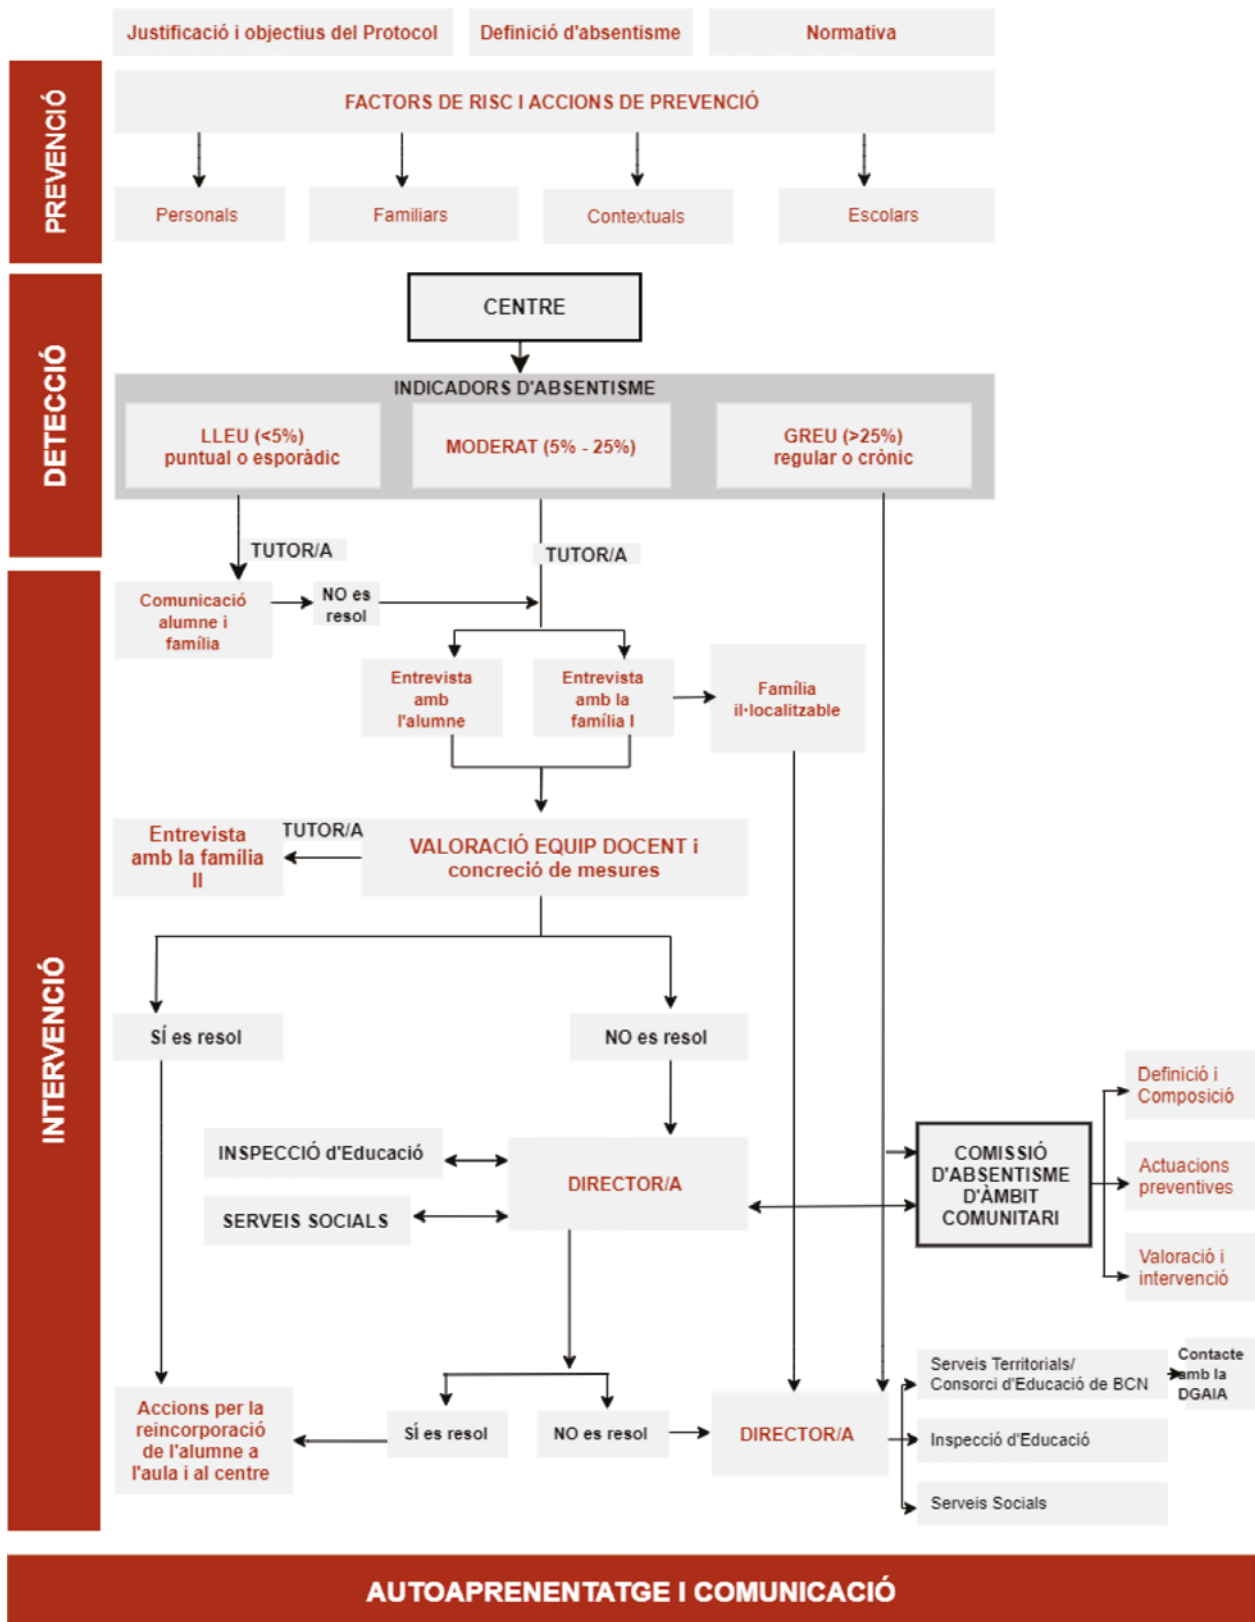 Justificació i objectius del Protocol
Definició d'absentisme
Normativa
PREVENCIÓ
FACTORS DE RISC I ACCIONS DE PREVENCIÓ
Personals
Familiars
Contextuals
Escolars
DETECCIÓ
CENTRE
INDICADORS D'ABSENTISME
LLEU (<5%)
puntual o esporàdic
MODERAT (5% - 25%)
GREU (>25%)
regular o crònic
TUTOR/A
TUTOR/A
INTERVENCIÓ
Comunicació
alumne i
família
NO es
resol
Entrevista
amb
l'alumne
Entrevista
amb la
família I
Família
il·localitzable
Entrevista
amb la família
II
TUTOR/A
VALORACIÓ EQUIP DOCENT i
concreció de mesures
SÍ es resol
NO es resol
INSPECCIÓ d'Educació
SERVEIS SOCIALS
DIRECTOR/A
COMISSIÓ
D'ABSENTISME
D'ÀMBIT
COMUNITARI
Definició i
Composició
Actuacions
preventives
Valoració i
intervenció
Accions per la
reincorporació
de l'alumne a
l'aula i al centre
SÍ es resol
NO es resol
DIRECTOR/A
Serveis Territorials/
Consorci d'Educació de BCN
Contacte
amb la
DGAIA
Inspecció d'Educació
Serveis Socials
AUTOAPRENENTATGE I COMUNICACIÓ